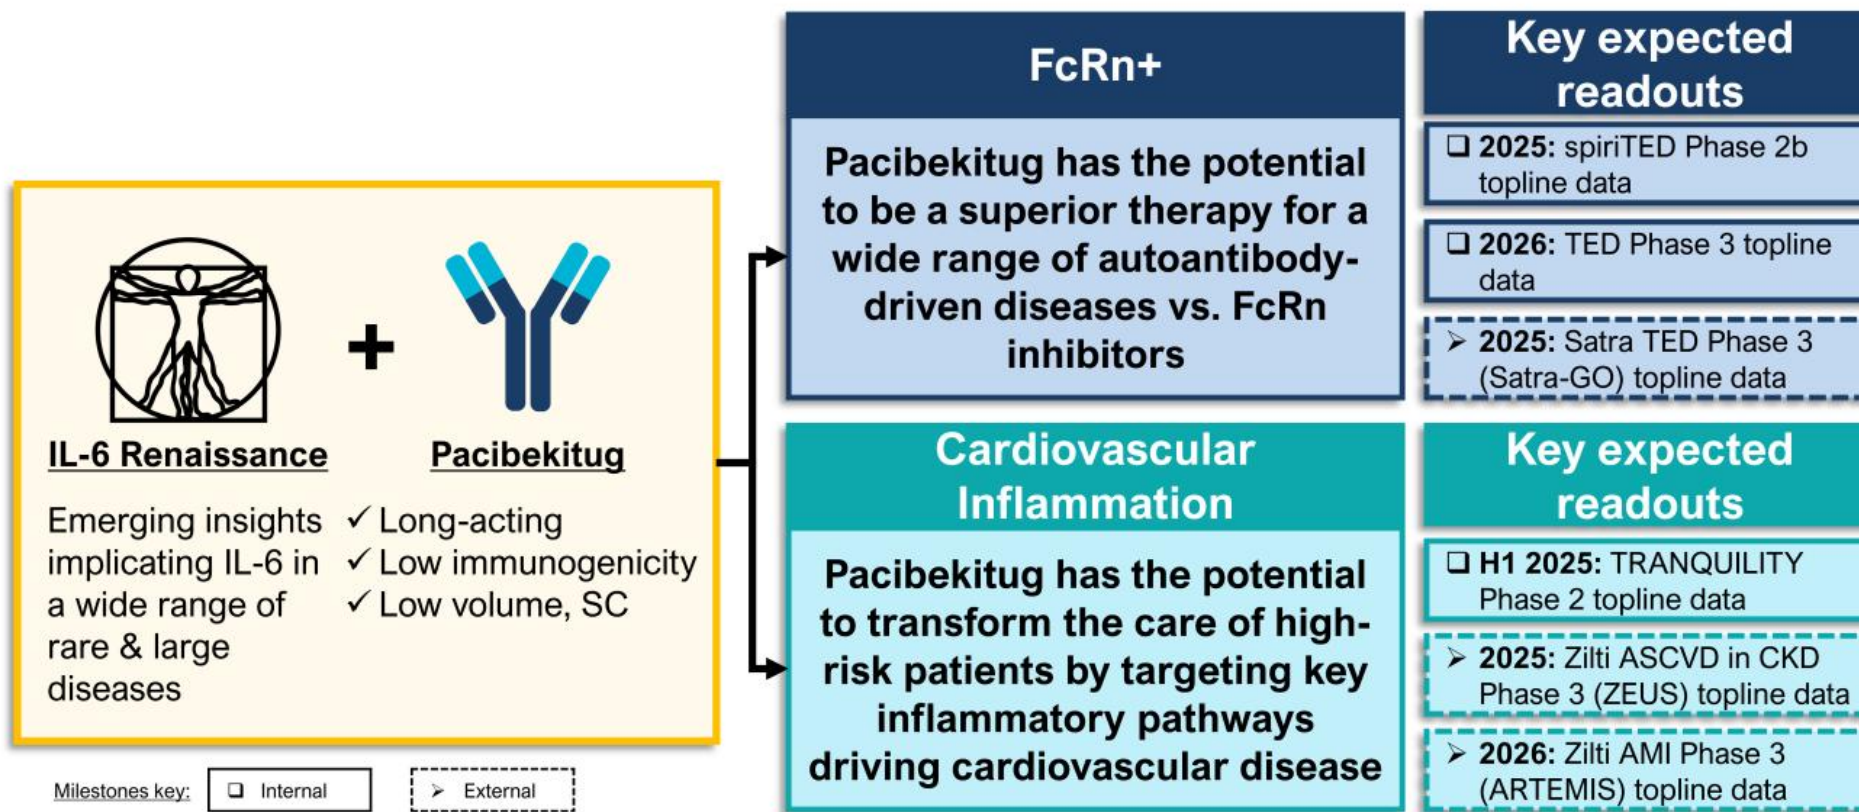 IL-6 Renaissance
Emerging insights
implicating IL-6 in
a wide range of
rare & large
diseases
+
Pacibekitug
✓ Long-acting
✓ Low immunogenicity
✓ Low volume, SC
FcRn+
Pacibekitug has the potential
to be a superior therapy for a
wide range of autoantibody-
driven diseases vs. FcRn
inhibitors
Key expected
readouts
❑ 2025: spiriTED Phase 2b
topline data
❑ 2026: TED Phase 3 topline
data
➢ 2025: Satra TED Phase 3
(Satra-GO) topline data
Cardiovascular
Inflammation
Pacibekitug has the potential
to transform the care of high-
risk patients by targeting key
inflammatory pathways
driving cardiovascular disease
Key expected
readouts
❑ H1 2025: TRANQUILITY
Phase 2 topline data
➢ 2025: Zilti ASCVD in CKD
Phase 3 (ZEUS) topline data
➢ 2026: Zilti AMI Phase 3
(ARTEMIS) topline data
Milestones key: ❑ Internal ➢ External